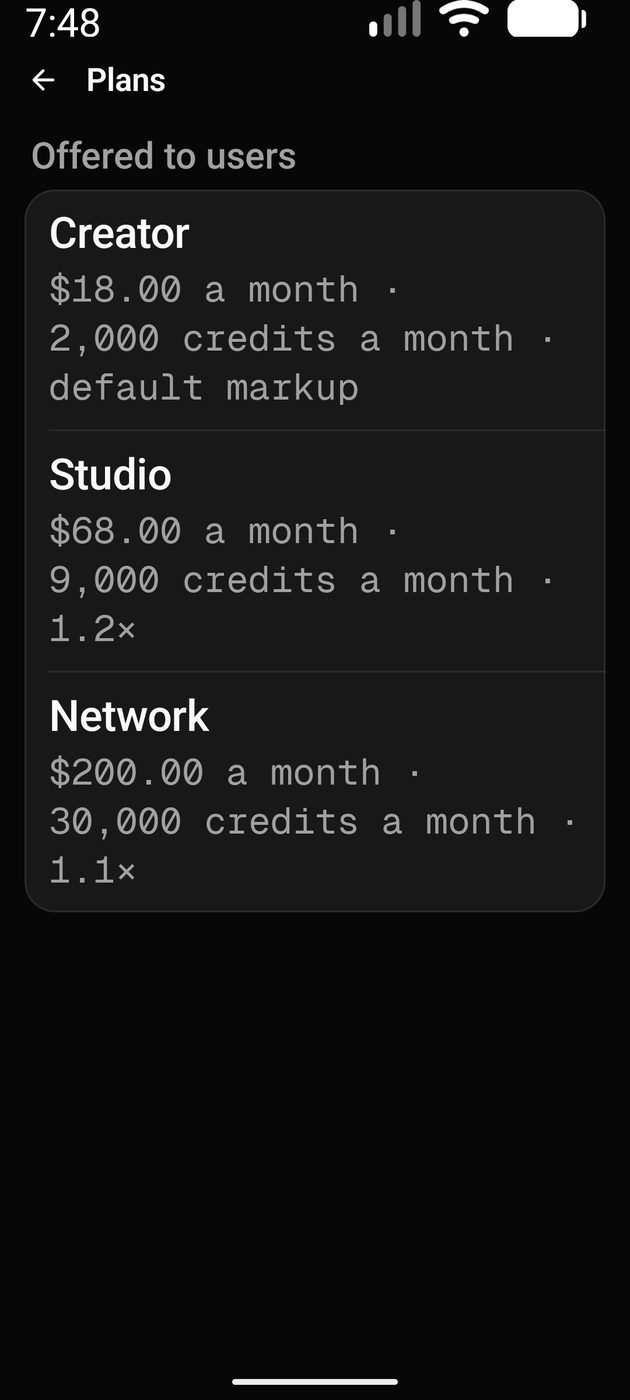 7:48
Plans
Offered to users
Creator
$18.00 a month ·
2,000 credits a month ·
default markup
Studio
$68.00 a month ·
9,000 credits a month ·
1.2×
Network
$200.00 a month ·
30,000 credits a month ·
1.1×